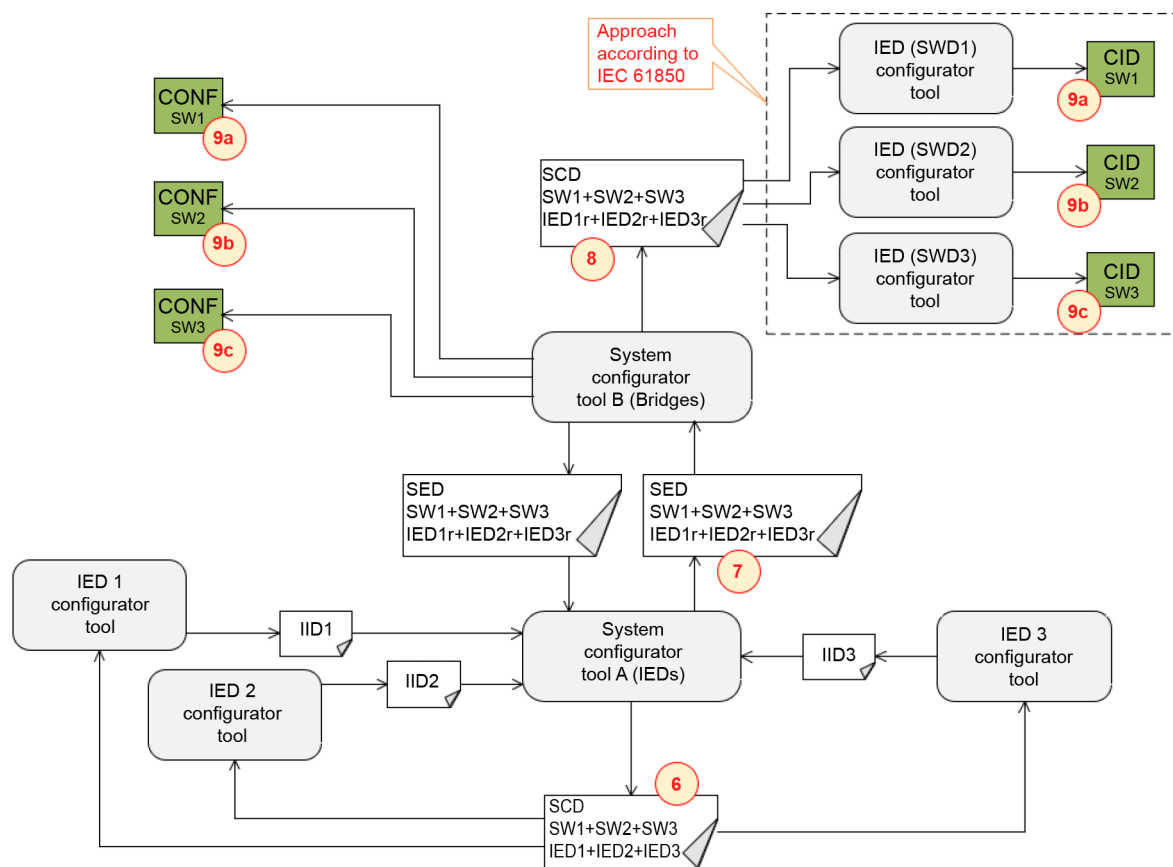 Approach
according to
IEC 61850
IED (SWD1)
configurator
tool
CID
SW1
9a
CONF
SW1
9a
IED (SWD2)
configurator
tool
CID
SW2
9b
SCD
SW1+SW2+SW3
IED1r+IED2r+IED3r
8
CONF
SW2
9b
IED (SWD3)
configurator
tool
CID
SW3
9c
CONF
SW3
9c
System
configurator
tool B (Bridges)
SED
SW1+SW2+SW3
IED1r+IED2r+IED3r
SED
SW1+SW2+SW3
IED1r+IED2r+IED3r
7
IED 1
configurator
tool
IID1
System
configurator
tool A (IEDs)
IID3
IED 3
configurator
tool
IED 2
configurator
tool
IID2
6
SCD
SW1+SW2+SW3
IED1+IED2+IED3